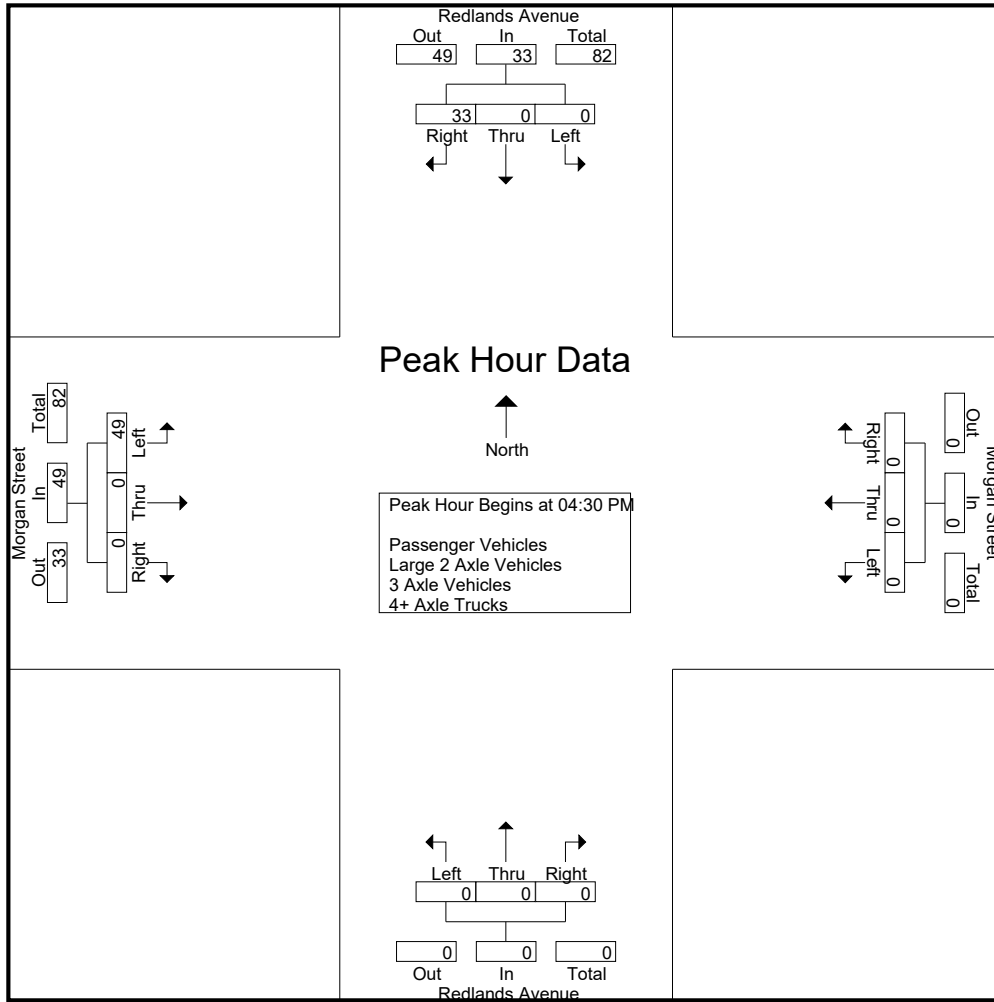 Redlands Avenue
Out In Total
49 33 82
33 0 0
Right Thru Left
Peak Hour Data
North
Peak Hour Begins at 04:30 PM
Passenger Vehicles
Large 2 Axle Vehicles
3 Axle Vehicles
4+ Axle Trucks
Morgan Street
Out In Total
33 49 82
Left Thru Right
49 0 0
Right Thru Left
0 0 0
Out In Total
0 0 0
Morgan Street
Left Thru Right
0 0 0
0 0 0
Out In Total
Redlands Avenue